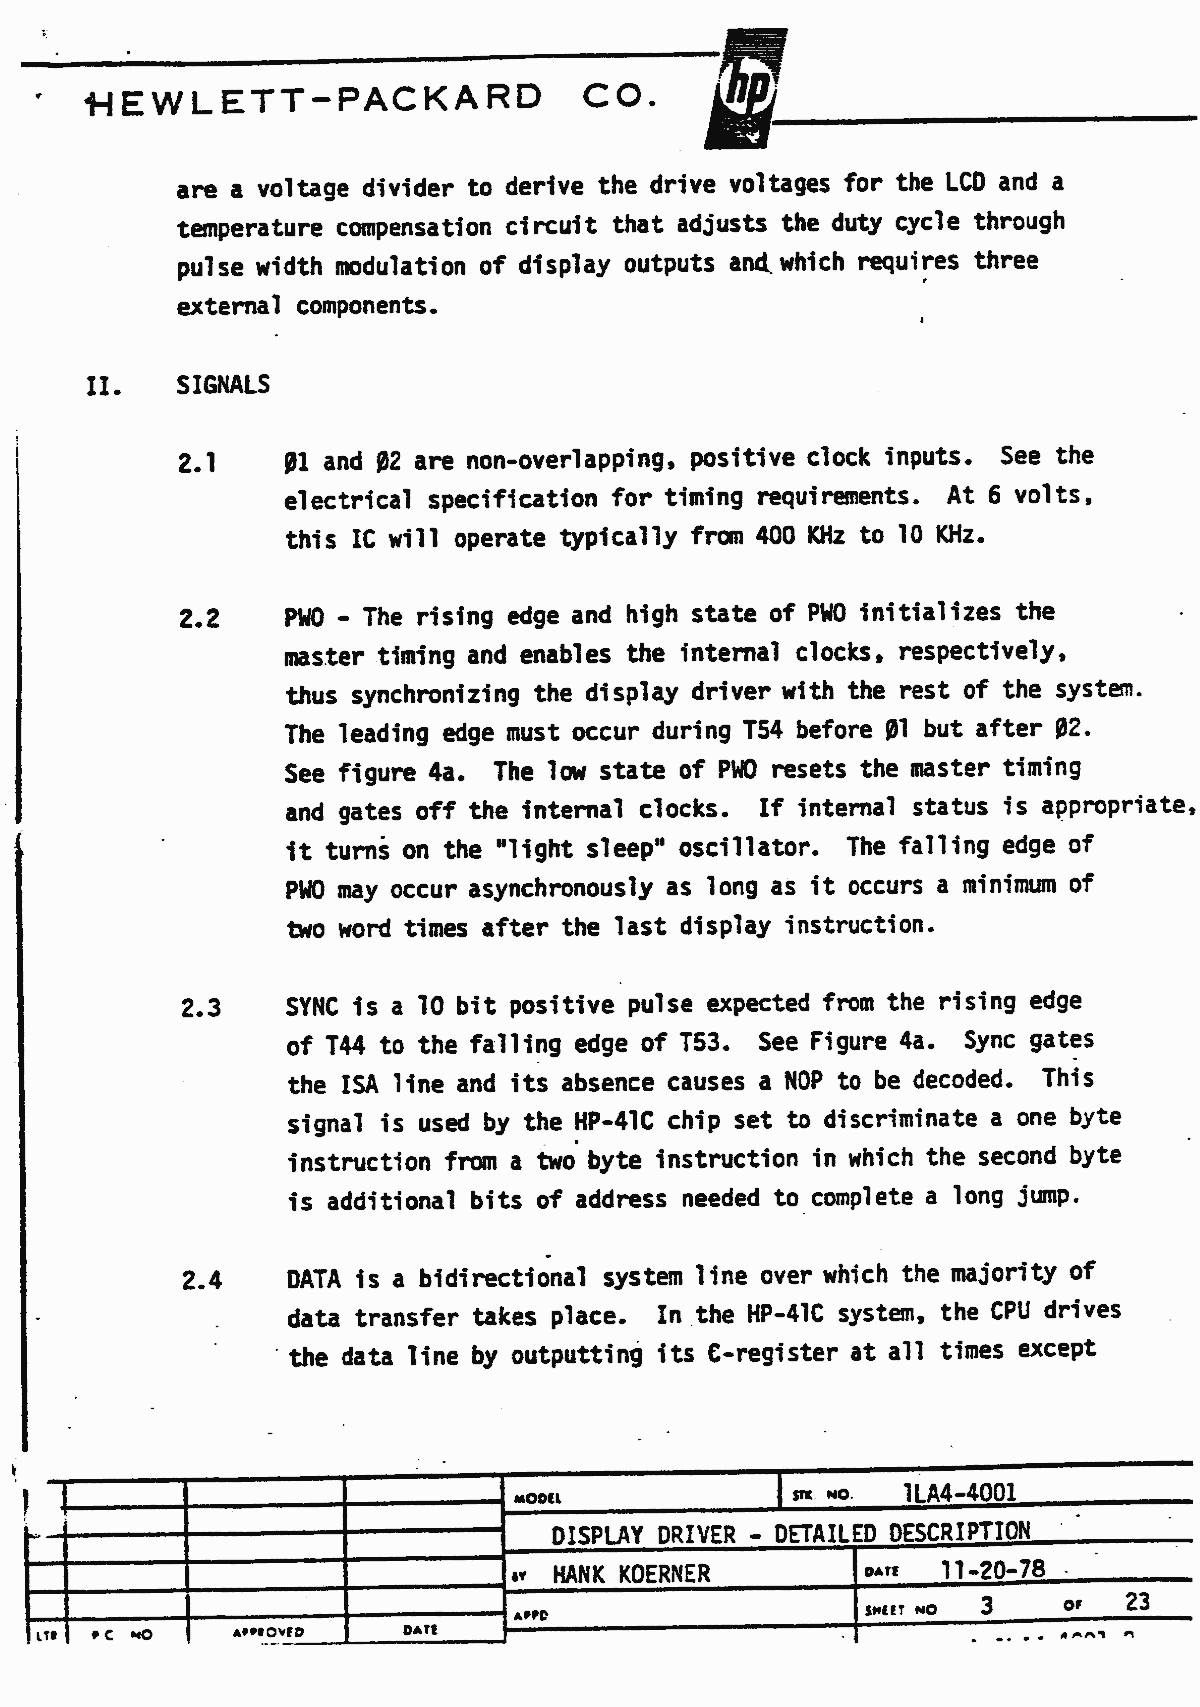 HEWLETT-PACKARD CO.
hp
are a voltage divider to derive the drive voltages for the LCD and a
temperature compensation circuit that adjusts the duty cycle through
pulse width modulation of display outputs and which requires three
external components.
II. SIGNALS
2.1 Ø1 and Ø2 are non-overlapping, positive clock inputs. See the
electrical specification for timing requirements. At 6 volts,
this IC will operate typically from 400 KHz to 10 KHz.
2.2 PWO - The rising edge and high state of PWO initializes the
master timing and enables the internal clocks, respectively,
thus synchronizing the display driver with the rest of the system.
The leading edge must occur during T54 before Ø1 but after Ø2.
See figure 4a. The low state of PWO resets the master timing
and gates off the internal clocks. If internal status is appropriate,
it turns on the "light sleep" oscillator. The falling edge of
PWO may occur asynchronously as long as it occurs a minimum of
two word times after the last display instruction.
2.3 SYNC is a 10 bit positive pulse expected from the rising edge
of T44 to the falling edge of T53. See Figure 4a. Sync gates
the ISA line and its absence causes a NOP to be decoded. This
signal is used by the HP-41C chip set to discriminate a one byte
instruction from a two byte instruction in which the second byte
is additional bits of address needed to complete a long jump.
2.4 DATA is a bidirectional system line over which the majority of
data transfer takes place. In the HP-41C system, the CPU drives
the data line by outputting its C-register at all times except
MODEL STK. NO. 1LA4-4001
DISPLAY DRIVER - DETAILED DESCRIPTION
BY HANK KOERNER DATE 11-20-78
APPD SHEET NO 3 OF 23
LTR P C NO APPROVED DATE